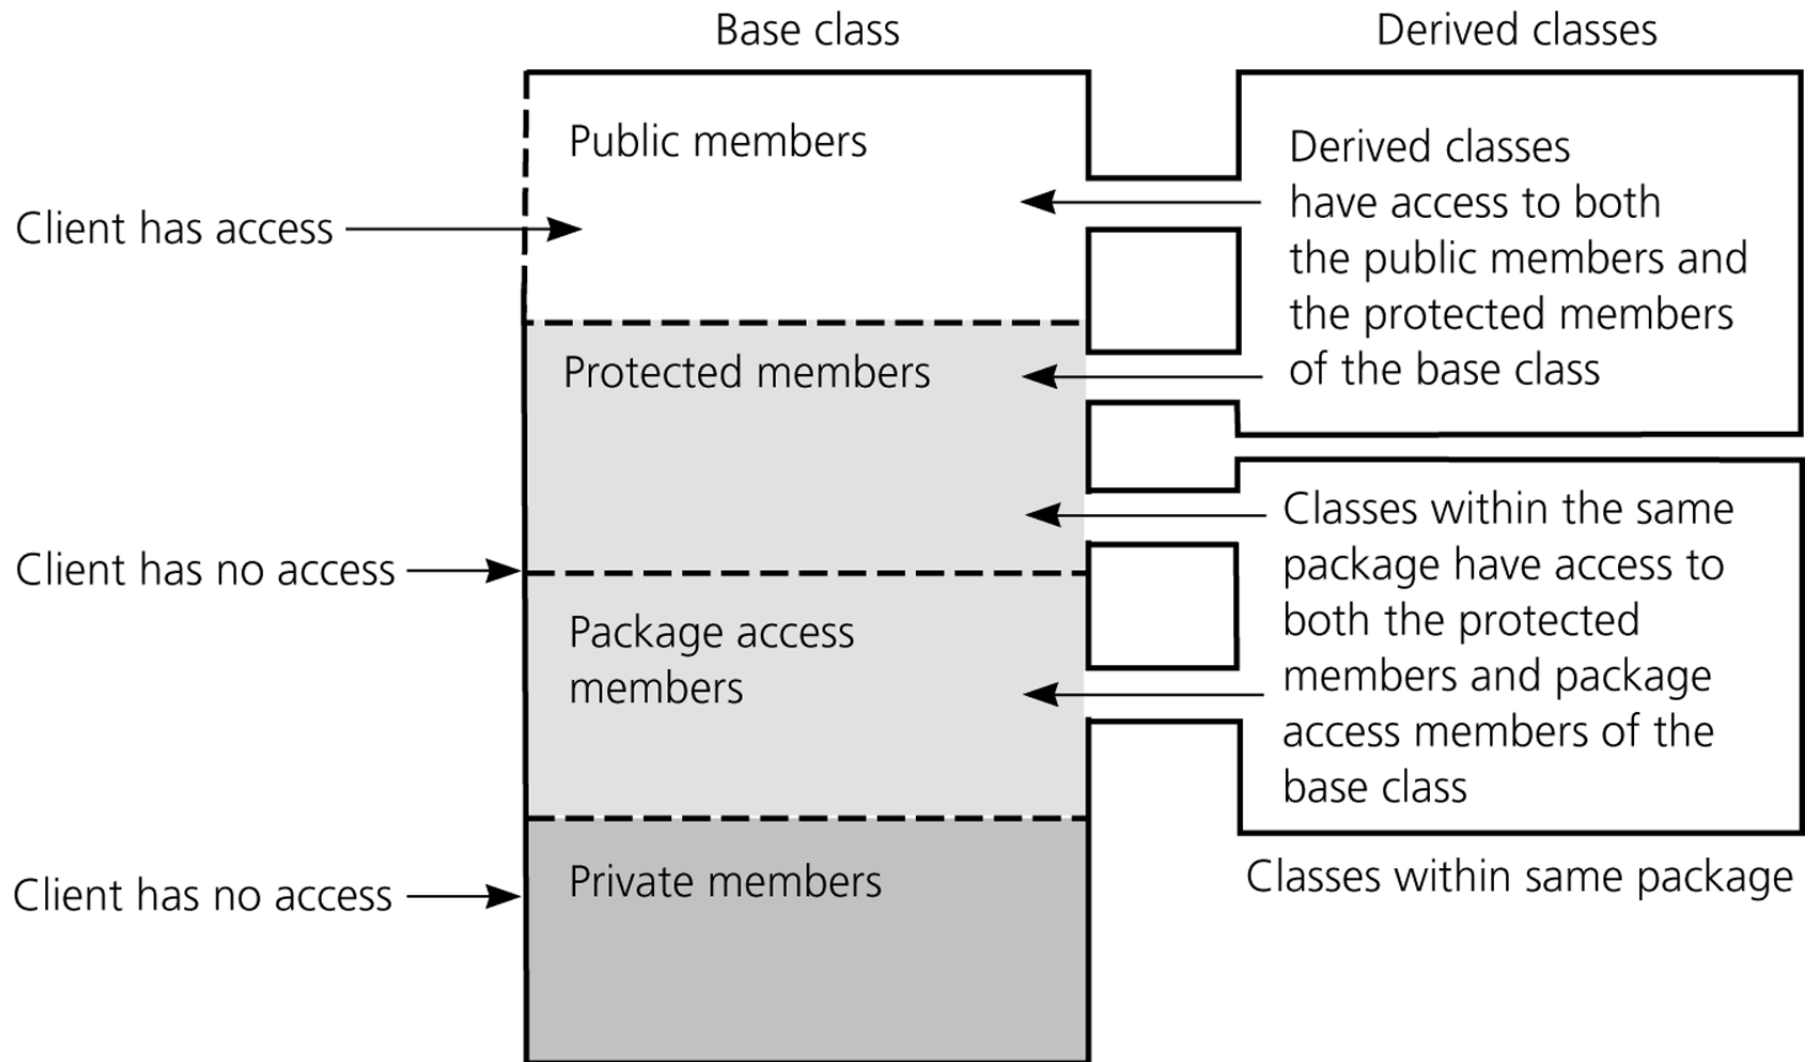 Base class
Derived classes
Public members
Client has access
Derived classes
have access to both
the public members and
the protected members
of the base class
Protected members
Client has no access
Classes within the same
package have access to
both the protected
members and package
access members of the
base class
Package access
members
Client has no access
Private members
Classes within same package